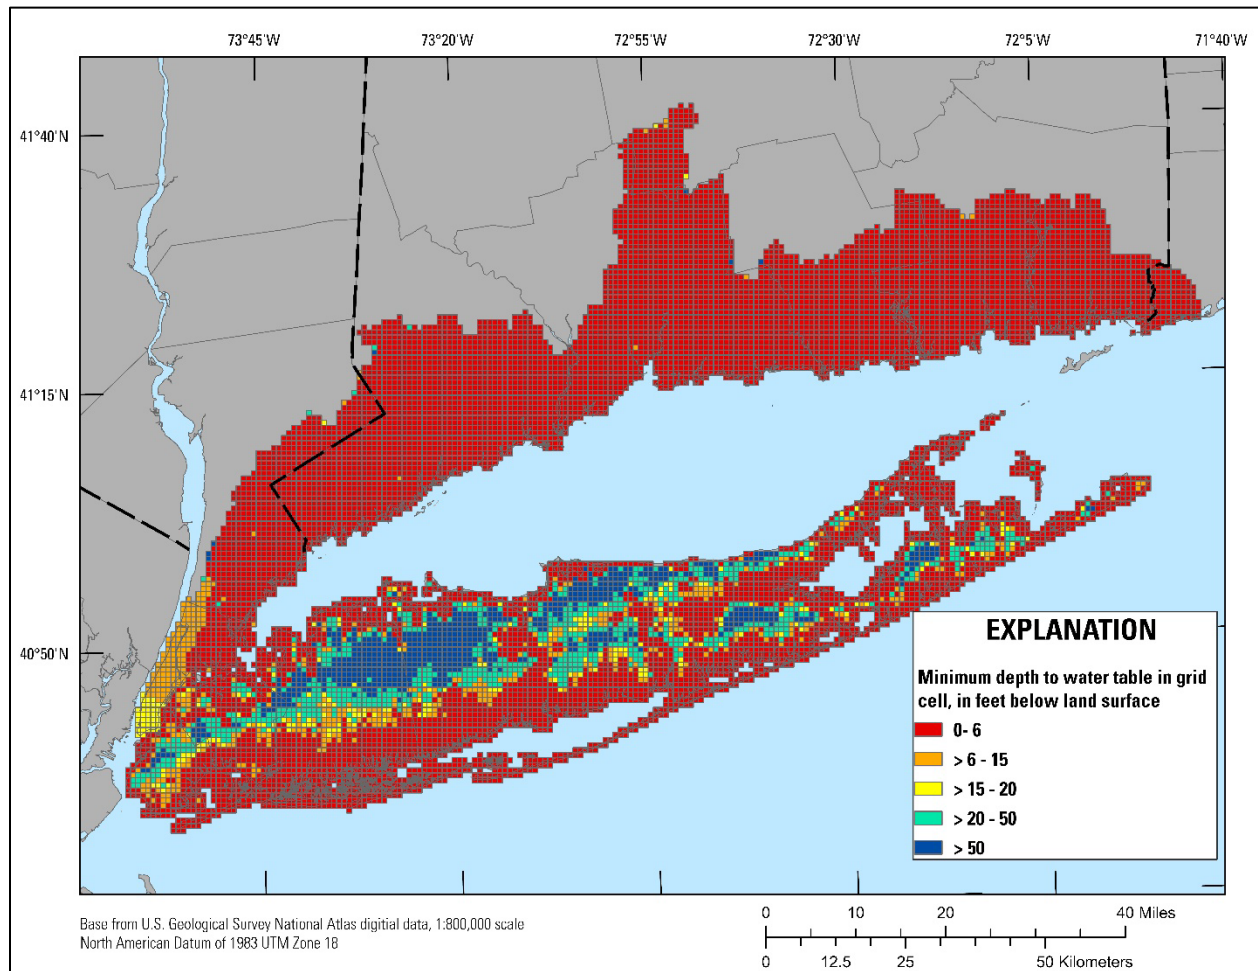 73°45'W 73°20'W 72°55'W 72°30'W 72°5'W 71°40'W
41°40'N
41°15'N
40°50'N
EXPLANATION
Minimum depth to water table in grid
cell, in feet below land surface
0- 6
> 6 - 15
> 15 - 20
> 20 - 50
> 50
Base from U.S. Geological Survey National Atlas digitial data, 1:800,000 scale
North American Datum of 1983 UTM Zone 18
0 10 20 40 Miles
0 12.5 25 50 Kilometers